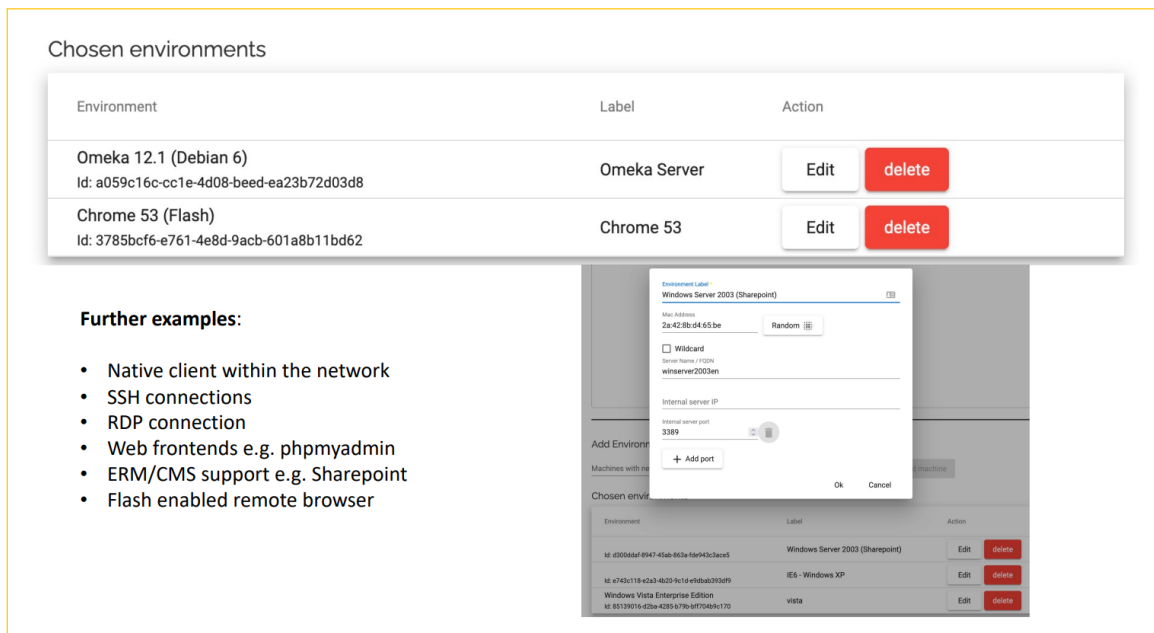 Chosen environments
Environment Label Action
Omeka 12.1 (Debian 6)
Id: a059c16c-cc1e-4d08-beed-ea23b72d03d8
Omeka Server Edit delete
Chrome 53 (Flash)
Id: 3785bcf6-e761-4e8d-9acb-601a8b11bd62
Chrome 53 Edit delete
Further examples:
• Native client within the network
• SSH connections
• RDP connection
• Web frontends e.g. phpmyadmin
• ERM/CMS support e.g. Sharepoint
• Flash enabled remote browser
Environment Label *
Windows Server 2003 (Sharepoint)
Mac Address
2a:42:8b:d4:65:be Random
Wildcard
Server Name / FQDN
winserver2003en
Internal server IP
Internal server port
3389
+ Add port
Ok Cancel
Add Environ
Machines with ne
d machine
Chosen envir
Environment Label Action
Id: d300ddaf-8947-45ab-863a-fde943c3ace5
Windows Server 2003 (Sharepoint) Edit delete
Id: e743c118-e2a3-4b20-9c1d-e9dbab393df9
IE6 - Windows XP Edit delete
Windows Vista Enterprise Edition
Id: 85139016-d2ba-4285-b79b-bff704b9c170
vista Edit delete